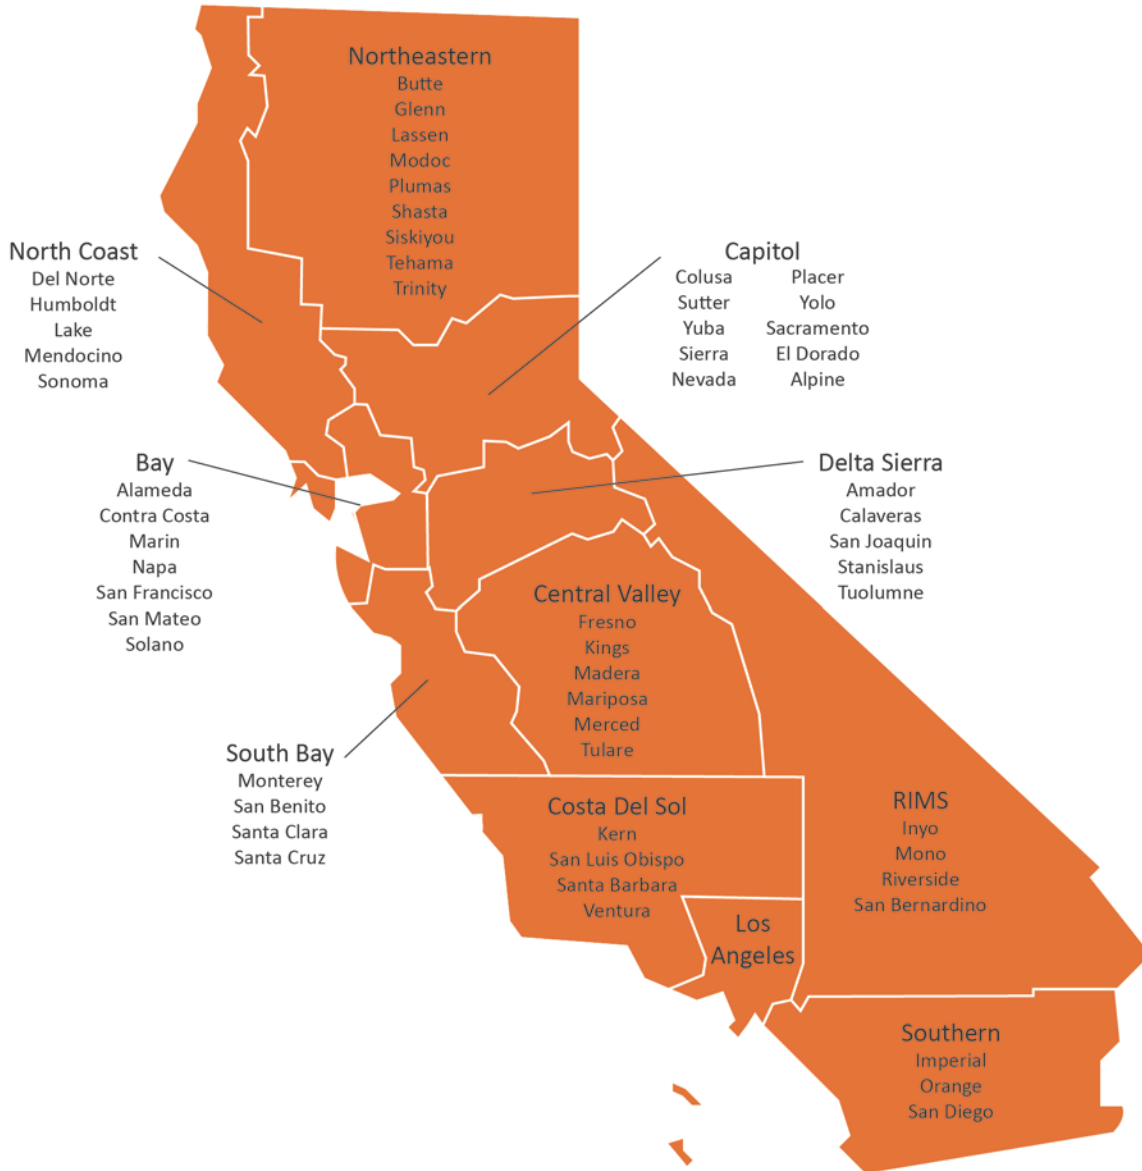 Northeastern
Butte
Glenn
Lassen
Modoc
Plumas
Shasta
Siskiyou
Tehama
Trinity
North Coast
Del Norte
Humboldt
Lake
Mendocino
Sonoma
Capitol
Colusa Placer
Sutter Yolo
Yuba Sacramento
Sierra El Dorado
Nevada Alpine
Bay
Alameda
Contra Costa
Marin
Napa
San Francisco
San Mateo
Solano
Delta Sierra
Amador
Calaveras
San Joaquin
Stanislaus
Tuolumne
Central Valley
Fresno
Kings
Madera
Mariposa
Merced
Tulare
South Bay
Monterey
San Benito
Santa Clara
Santa Cruz
Costa Del Sol
Kern
San Luis Obispo
Santa Barbara
Ventura
RIMS
Inyo
Mono
Riverside
San Bernardino
Los
Angeles
Southern
Imperial
Orange
San Diego